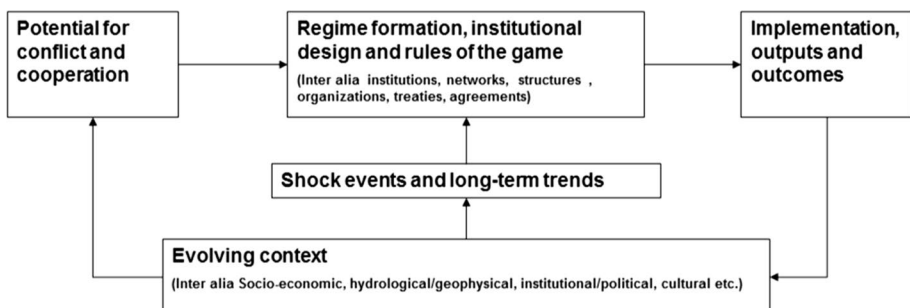 Potential for
conflict and
cooperation
Regime formation, institutional
design and rules of the game
(Inter alia institutions, networks, structures ,
organizations, treaties, agreements)
Implementation,
outputs and
outcomes
Shock events and long-term trends
Evolving context
(Inter alia Socio-economic, hydrological/geophysical, institutional/political, cultural etc.)